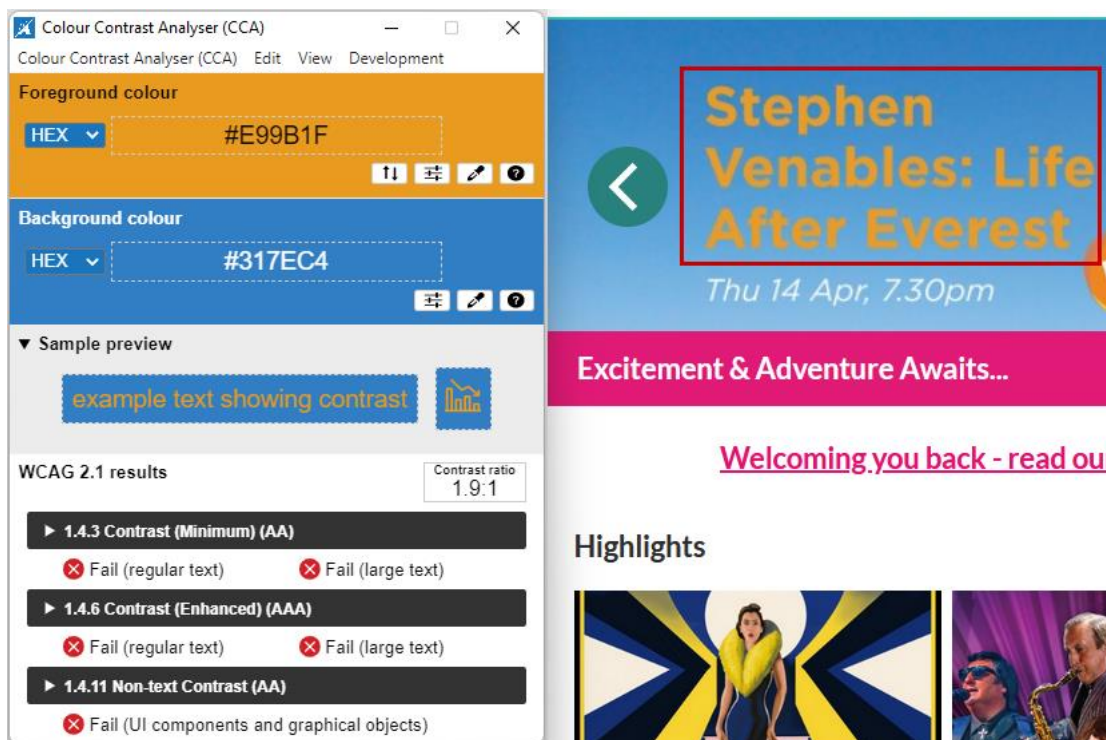 Colour Contrast Analyser (CCA)
Colour Contrast Analyser (CCA) Edit View Development
Foreground colour
HEX #E99B1F
Background colour
HEX #317EC4
▼ Sample preview
example text showing contrast
WCAG 2.1 results
Contrast ratio
1.9:1
▶ 1.4.3 Contrast (Minimum) (AA)
Fail (regular text) Fail (large text)
▶ 1.4.6 Contrast (Enhanced) (AAA)
Fail (regular text) Fail (large text)
▶ 1.4.11 Non-text Contrast (AA)
Fail (UI components and graphical objects)
Stephen
Venables: Life
After Everest
Thu 14 Apr, 7.30pm
Excitement & Adventure Awaits...
Welcoming you back - read ou
Highlights